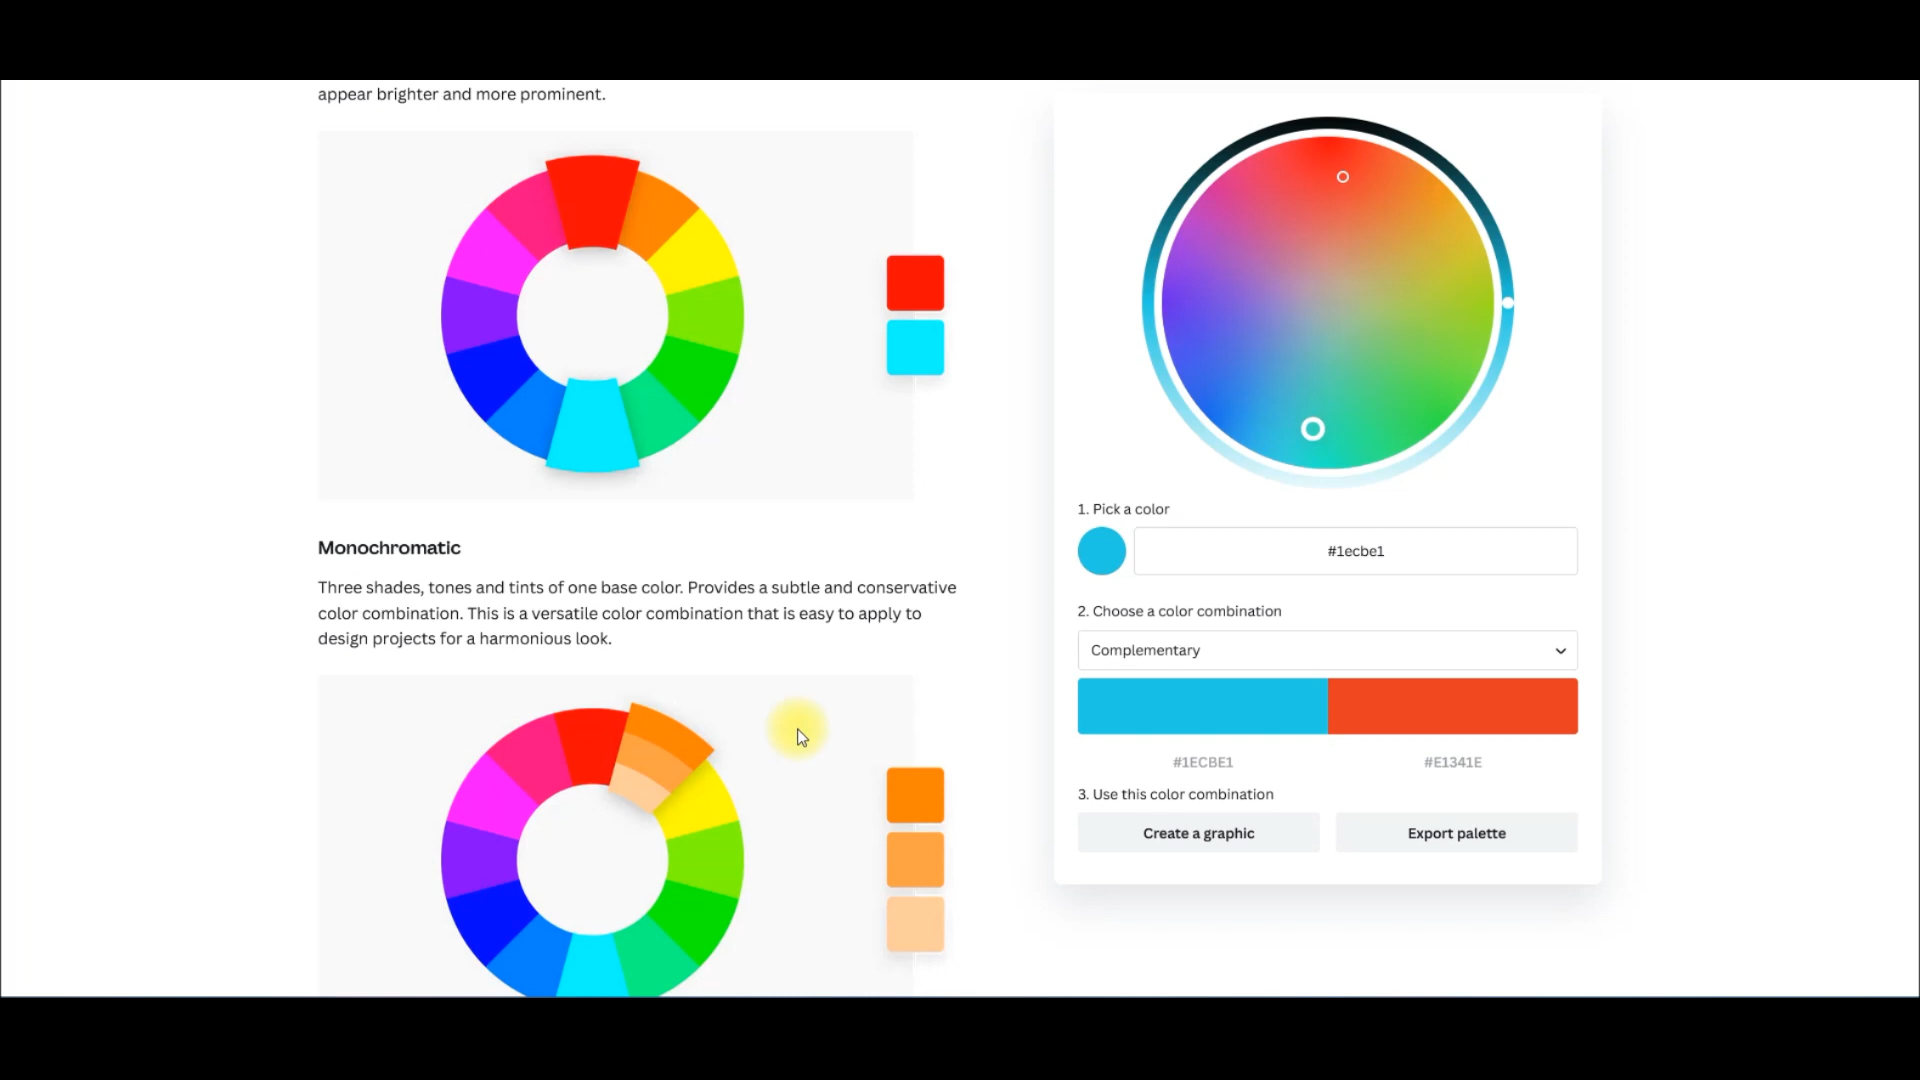 appear brighter and more prominent.
Monochromatic
Three shades, tones and tints of one base color. Provides a subtle and conservative
color combination. This is a versatile color combination that is easy to apply to
design projects for a harmonious look.
1. Pick a color
#1ecbe1
2. Choose a color combination
Complementary
#1ECBE1 #E1341E
3. Use this color combination
Create a graphic Export palette